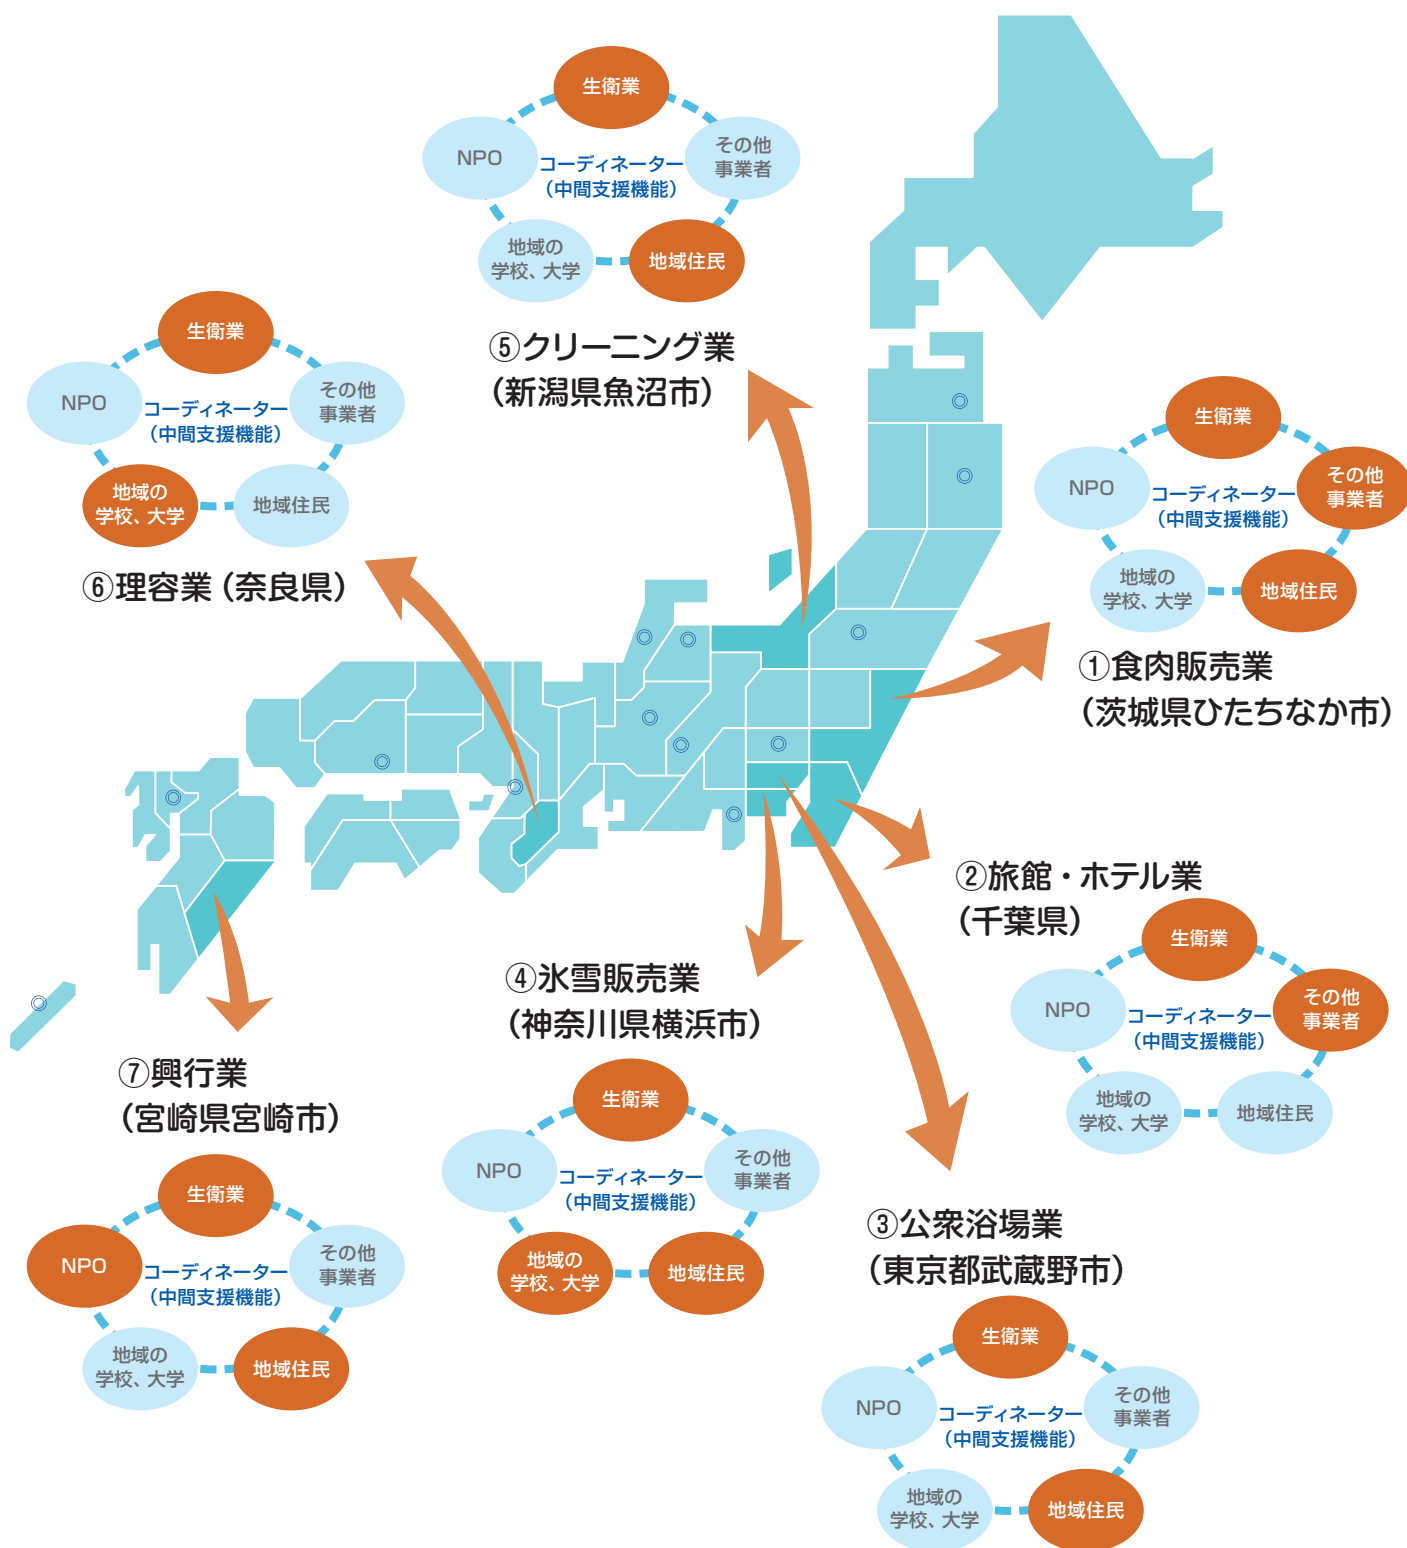 生衛業
NPO
その他
事業者
コーディネーター
（中間支援機能）
地域の
学校、大学
地域住民
⑤クリーニング業
（新潟県魚沼市）
生衛業
NPO
その他
事業者
コーディネーター
（中間支援機能）
地域の
学校、大学
地域住民
⑥理容業（奈良県）
生衛業
NPO
その他
事業者
コーディネーター
（中間支援機能）
地域の
学校、大学
地域住民
①食肉販売業
（茨城県ひたちなか市）
②旅館・ホテル業
（千葉県）
生衛業
NPO
その他
事業者
コーディネーター
（中間支援機能）
地域の
学校、大学
地域住民
④氷雪販売業
（神奈川県横浜市）
生衛業
NPO
その他
事業者
コーディネーター
（中間支援機能）
地域の
学校、大学
地域住民
⑦興行業
（宮崎県宮崎市）
生衛業
NPO
その他
事業者
コーディネーター
（中間支援機能）
地域の
学校、大学
地域住民
③公衆浴場業
（東京都武蔵野市）
生衛業
NPO
その他
事業者
コーディネーター
（中間支援機能）
地域の
学校、大学
地域住民